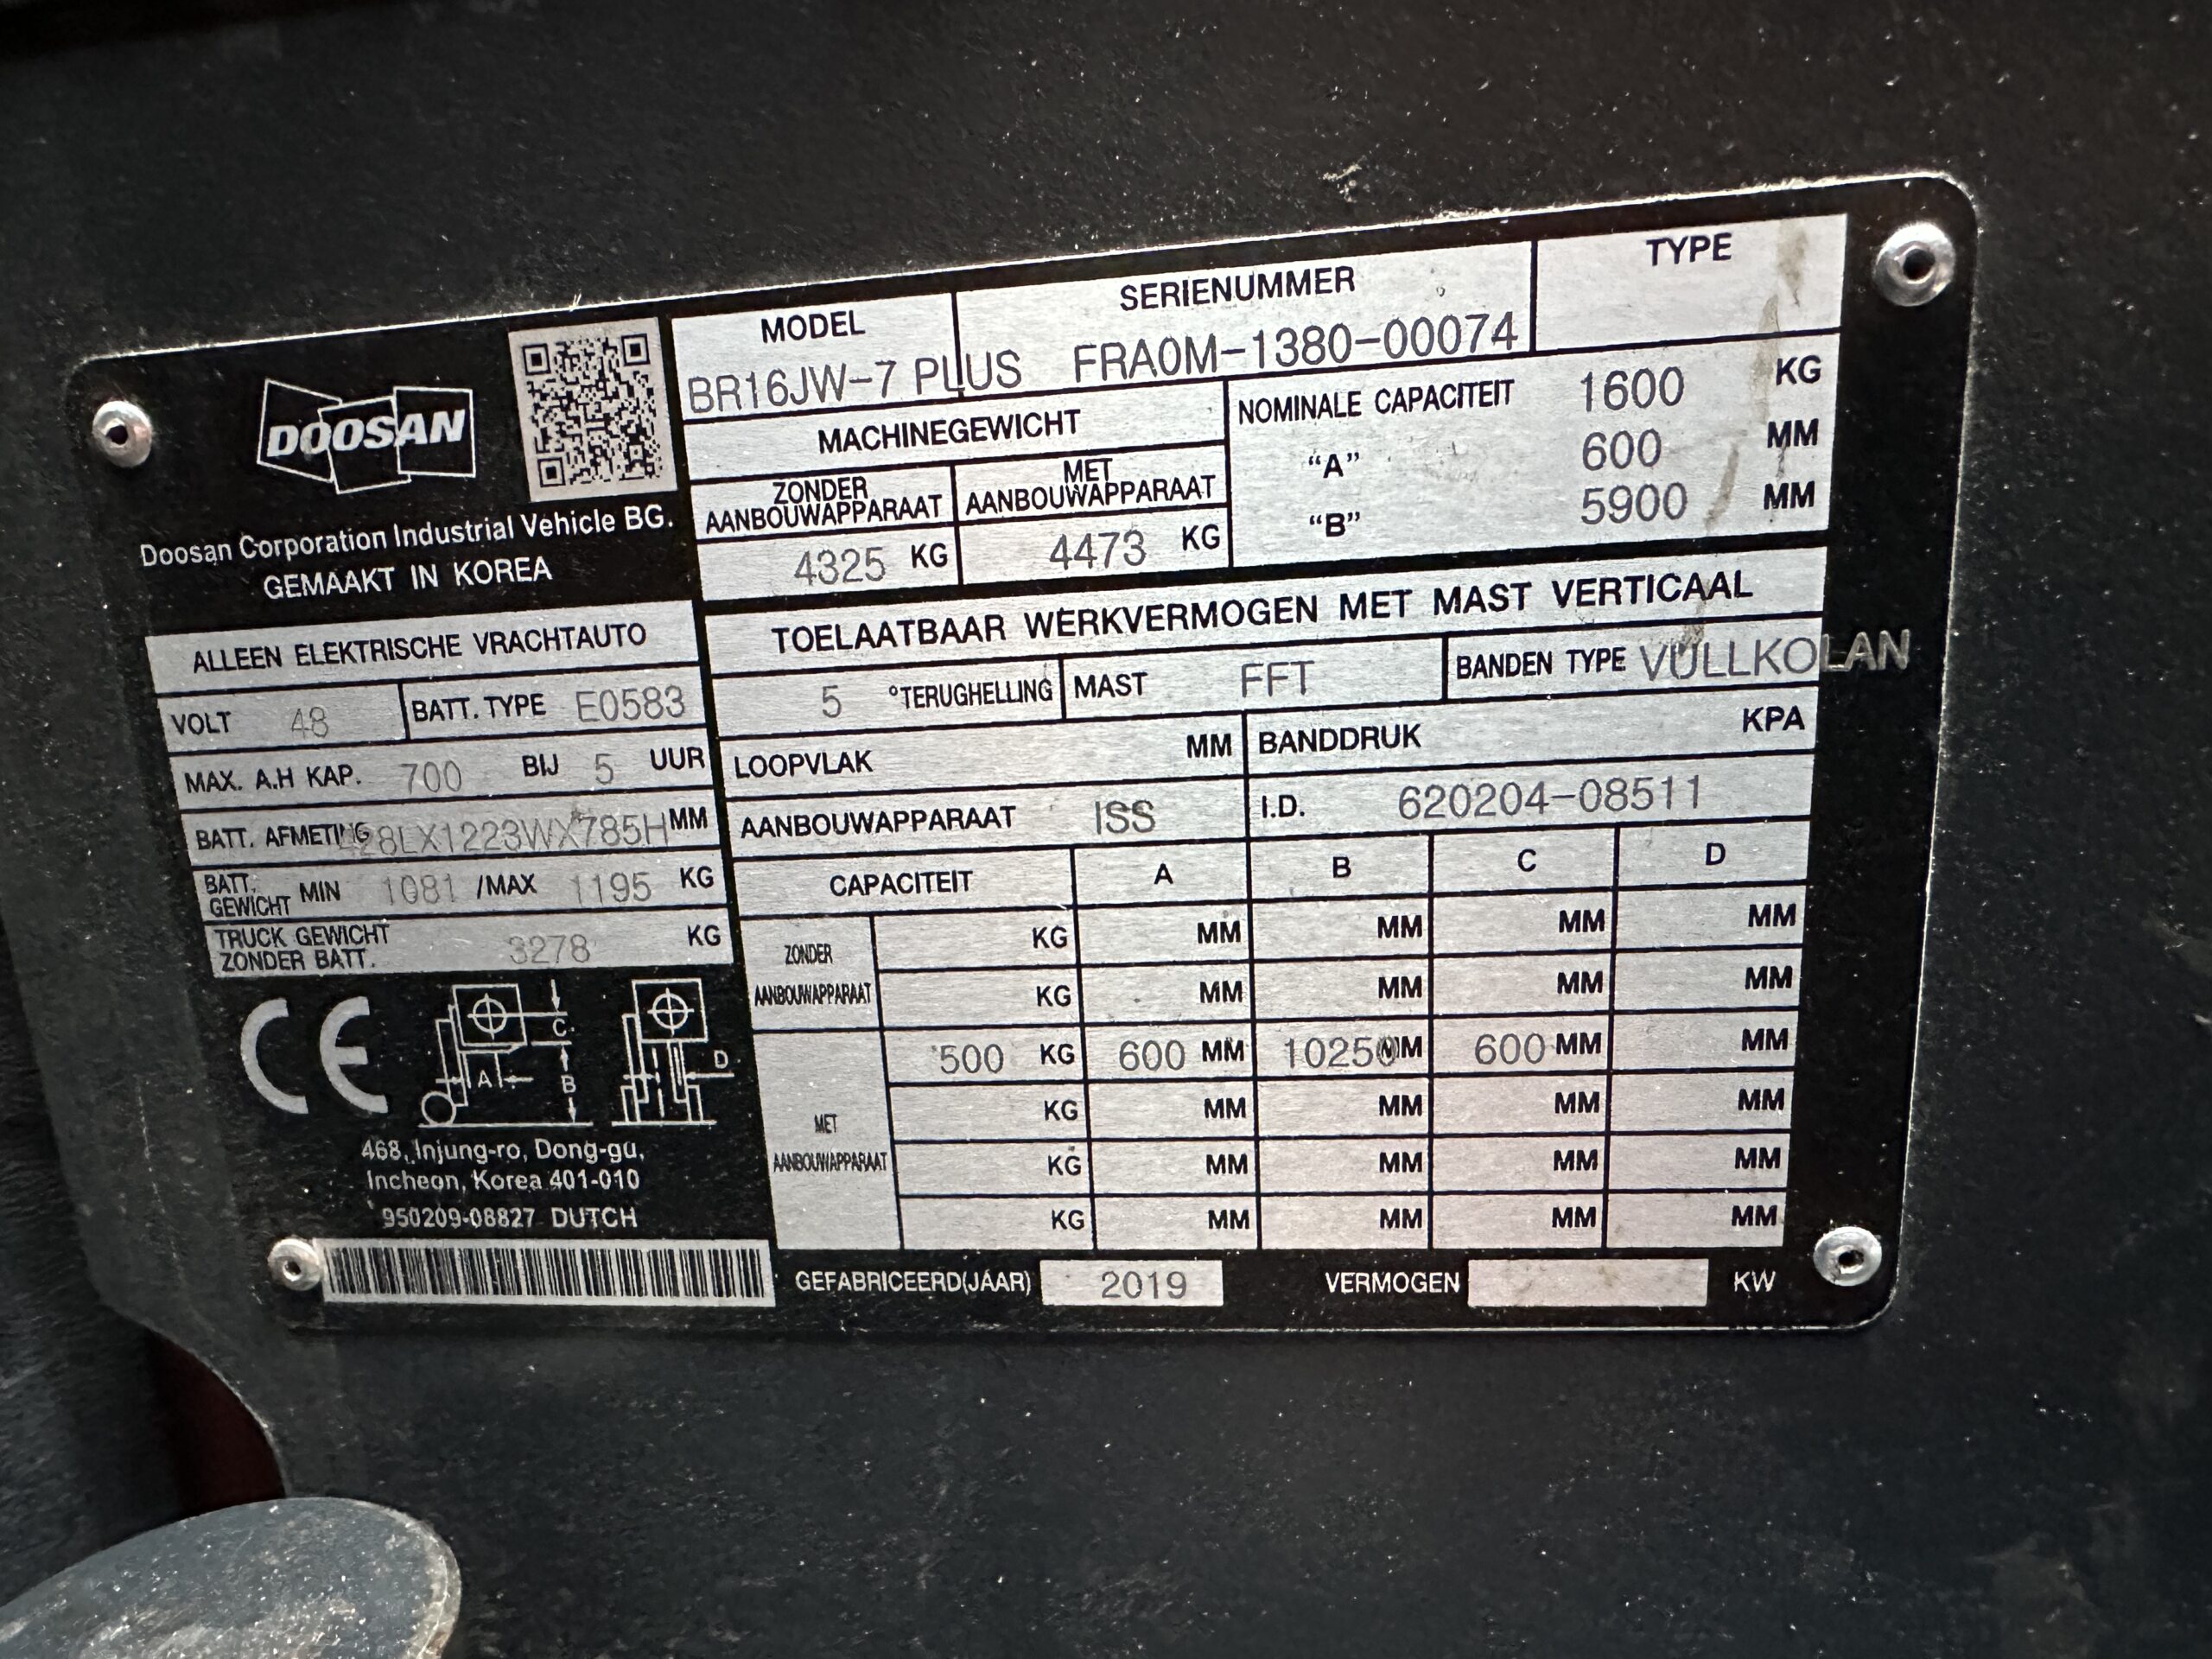 DOOSAN
Doosan Corporation Industrial Vehicle BG.
GEMAAKT IN KOREA
MODEL SERIENUMMER TYPE
BR16JW-7 PLUS FRA0M-1380-00074
MACHINEGEWICHT
ZONDER AANBOUWAPPARAAT
MET AANBOUWAPPARAAT
4325 KG 4473 KG
NOMINALE CAPACITEIT 1600 KG
“A” 600 MM
“B” 5900 MM
ALLEEN ELEKTRISCHE VRACHTAUTO
VOLT 48 BATT. TYPE E0583
MAX. A.H KAP. 700 BIJ 5 UUR
BATT. AFMETING 428LX1223WX785H MM
BATT. GEWICHT MIN 1081 /MAX 1195 KG
TRUCK GEWICHT ZONDER BATT. 3278 KG
TOELAATBAAR WERKVERMOGEN MET MAST VERTICAAL
5 °TERUGHELLING MAST FFT BANDEN TYPE VULLKOLAN
LOOPVLAK MM BANDDRUK KPA
AANBOUWAPPARAAT ISS I.D. 620204-08511
CAPACITEIT A B C D
ZONDER AANBOUWAPPARAAT
KG MM MM MM MM
KG MM MM MM MM
MET AANBOUWAPPARAAT
500 KG 600 MM 10250 MM 600 MM MM
KG MM MM MM MM
KG MM MM MM MM
KG MM MM MM MM
CE
C
A
B
D
468, Injung-ro, Dong-gu,
Incheon, Korea 401-010
950209-08827 DUTCH
GEFABRICEERD(JAAR) 2019 VERMOGEN KW